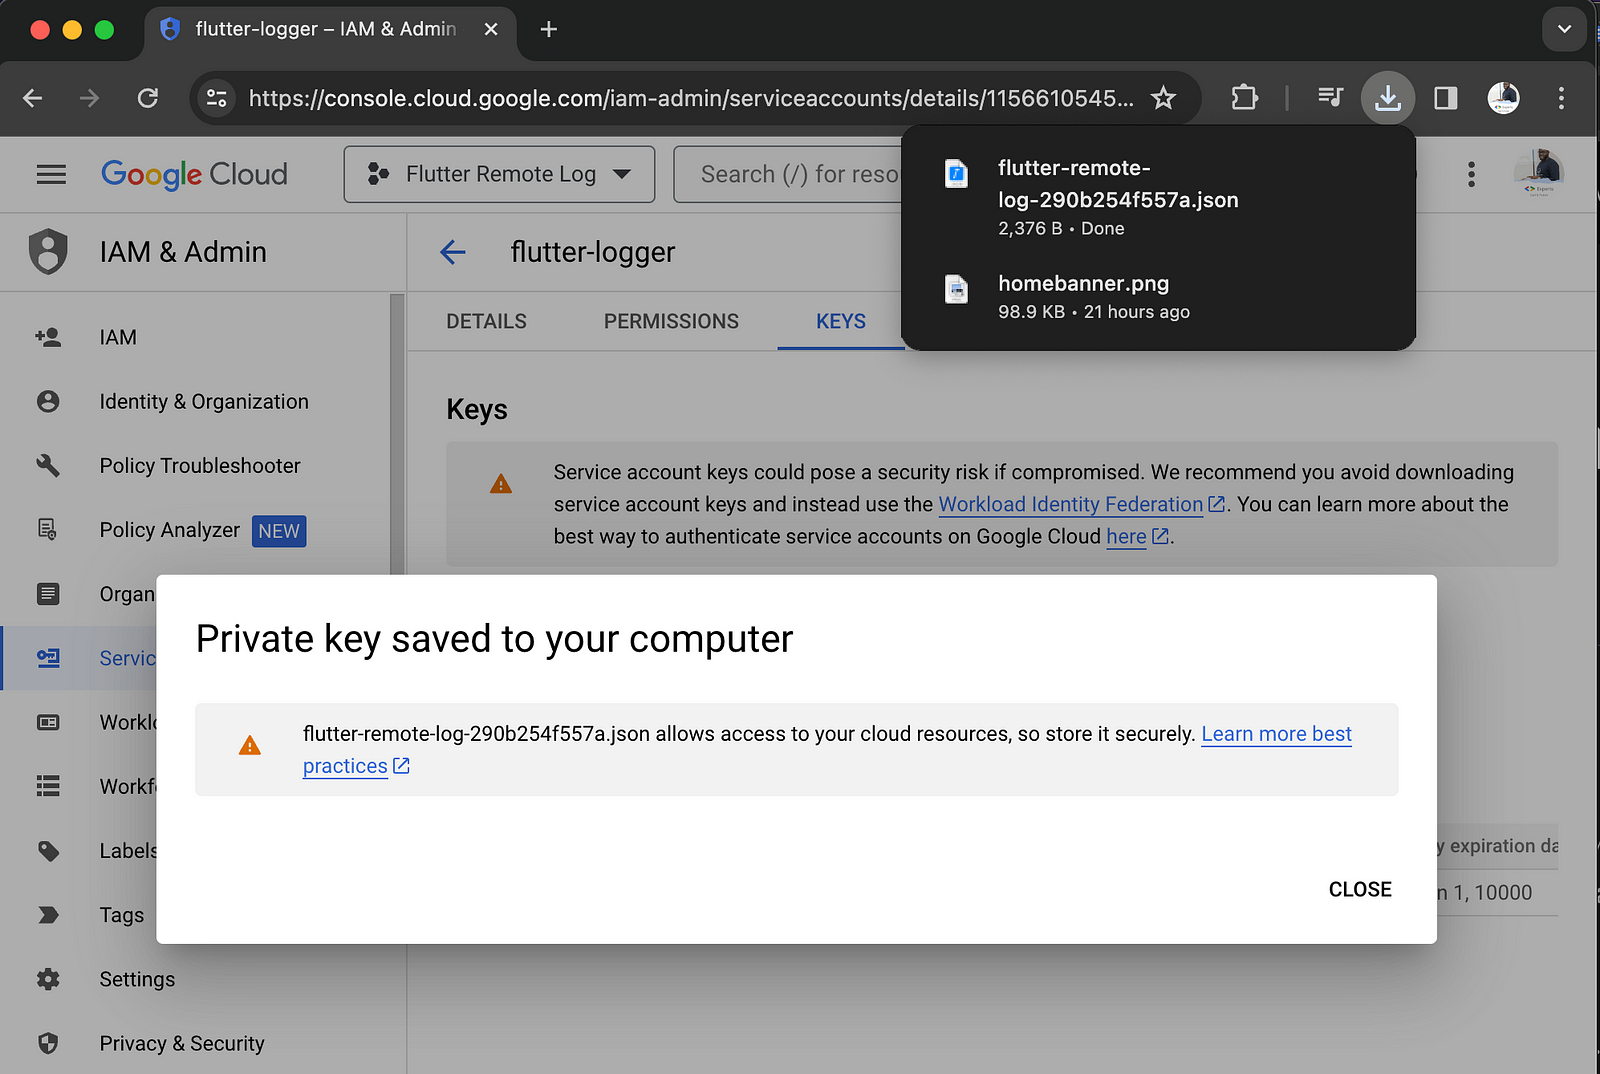 flutter-logger – IAM & Admin
https://console.cloud.google.com/iam-admin/serviceaccounts/details/1156610545...
Google Cloud
Flutter Remote Log
Search (/) for reso
flutter-remote-
log-290b254f557a.json
2,376 B • Done
homebanner.png
98.9 KB • 21 hours ago
IAM & Admin
flutter-logger
DETAILS
PERMISSIONS
KEYS
IAM
Identity & Organization
Policy Troubleshooter
Policy Analyzer NEW
Organ
Servic
Workl
Workf
Labels
Tags
Settings
Privacy & Security
Keys
Service account keys could pose a security risk if compromised. We recommend you avoid downloading
service account keys and instead use the Workload Identity Federation. You can learn more about the
best way to authenticate service accounts on Google Cloud here.
Private key saved to your computer
flutter-remote-log-290b254f557a.json allows access to your cloud resources, so store it securely. Learn more best
practices
CLOSE
y expiration da
n 1, 10000